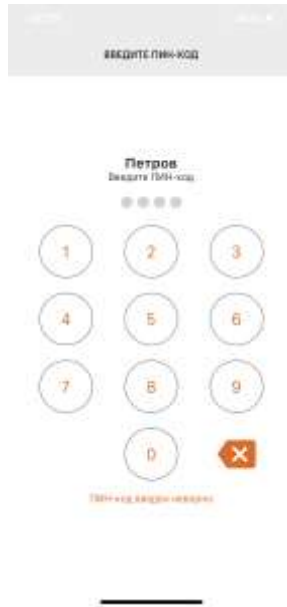 ВВЕДИТЕ ПИН-КОД
Петров
Введите ПИН-код
1 2 3
4 5 6
7 8 9
0
ПИН-код введен неверно